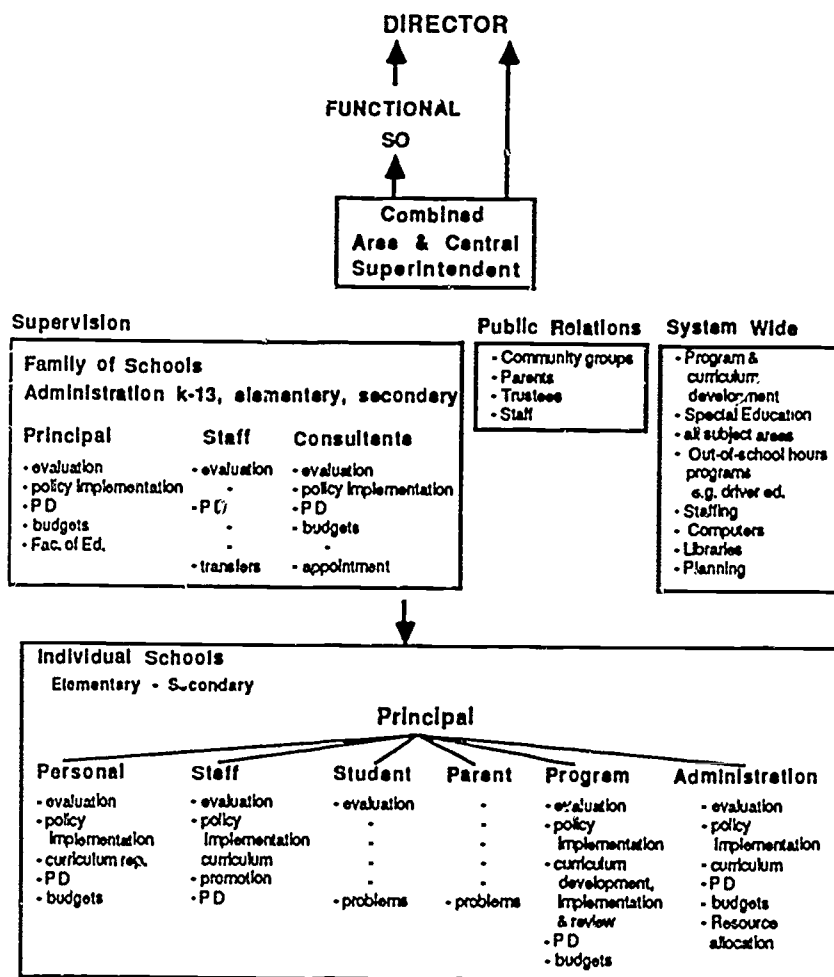 DIRECTOR
FUNCTIONAL
SO
Combined
Area & Central
Superintendent
Supervision
Family of Schools
Administration k-13, elementary, secondary
Principal
- evaluation
- policy implementation
- PD
- budgets
- Fac. of Ed.
Staff
- evaluation
-
- PD
-
-
- transfers
Consultants
- evaluation
- policy implementation
- PD
- budgets
-
- appointment
Public Relations
- Community groups
- Parents
- Trustees
- Staff
System Wide
- Program &
curriculum
development
- Special Education
- all subject areas
- Out-of-school hours
programs
e.g. driver ed.
- Staffing
- Computers
- Libraries
- Planning
Individual Schools
Elementary - Secondary
Principal
Personal
- evaluation
- policy
implementation
- curriculum rep.
- PD
- budgets
Staff
- evaluation
- policy
implementation
curriculum
- promotion
- PD
Student
- evaluation
-
-
-
-
- problems
Parent
-
-
-
-
-
- problems
Program
- evaluation
- policy
implementation
- curriculum
development,
implementation
& review
- PD
- budgets
Administration
- evaluation
- policy
implementation
- curriculum
- PD
- budgets
- Resource
allocation